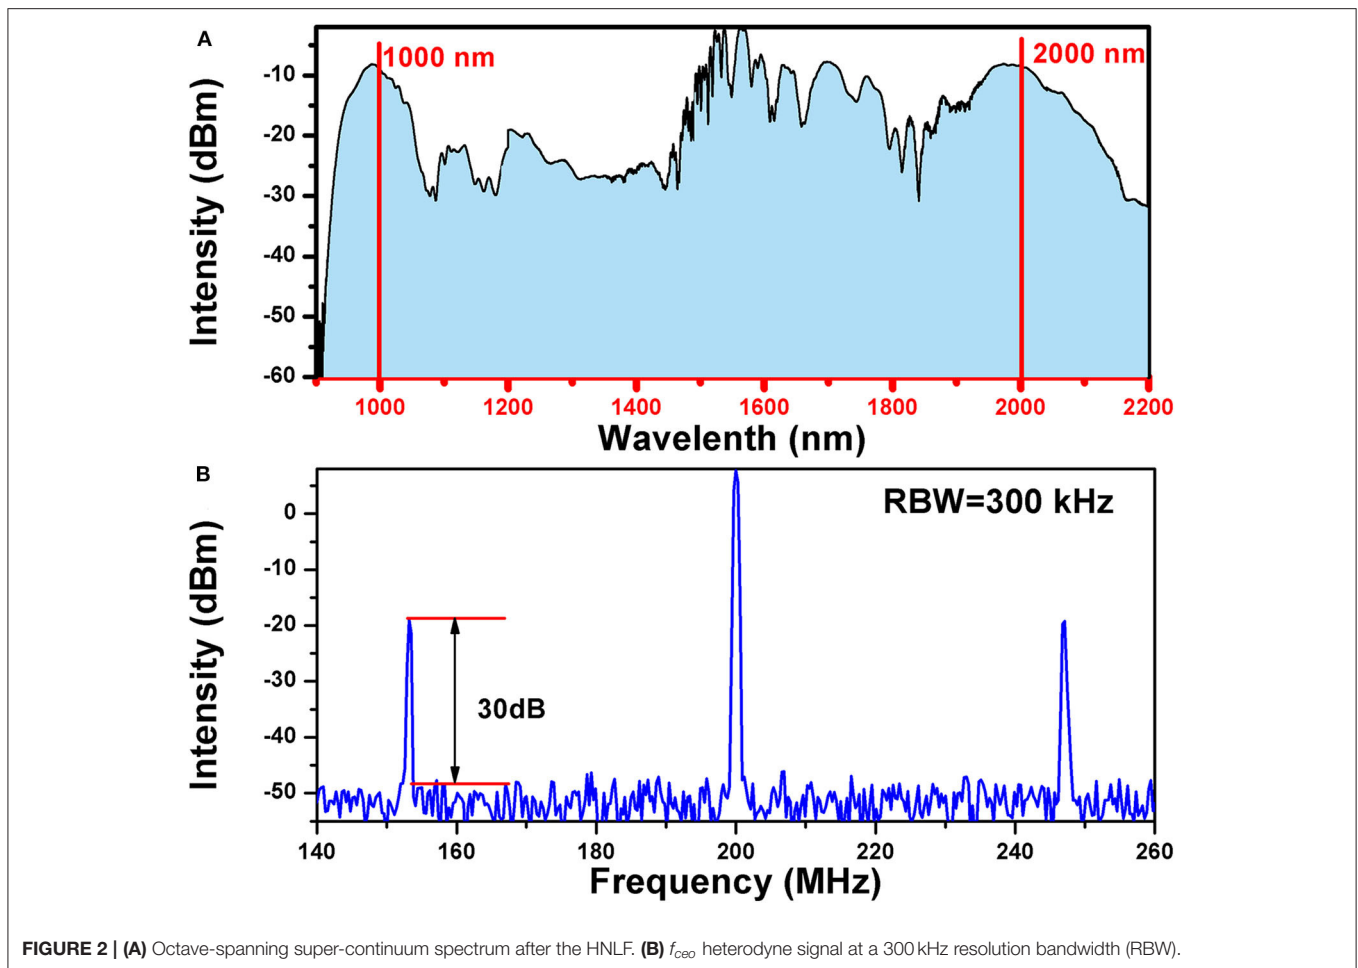 A
1000 nm
2000 nm
Intensity (dBm)
-10
-20
-30
-40
-50
-60
1000 1200 1400 1600 1800 2000 2200
Wavelenth (nm)
B
RBW=300 kHz
Intensity (dBm)
0
-10
-20
-30
-40
-50
30dB
140 160 180 200 220 240 260
Frequency (MHz)
FIGURE 2 | (A) Octave-spanning super-continuum spectrum after the HNLF. (B) fceo heterodyne signal at a 300 kHz resolution bandwidth (RBW).